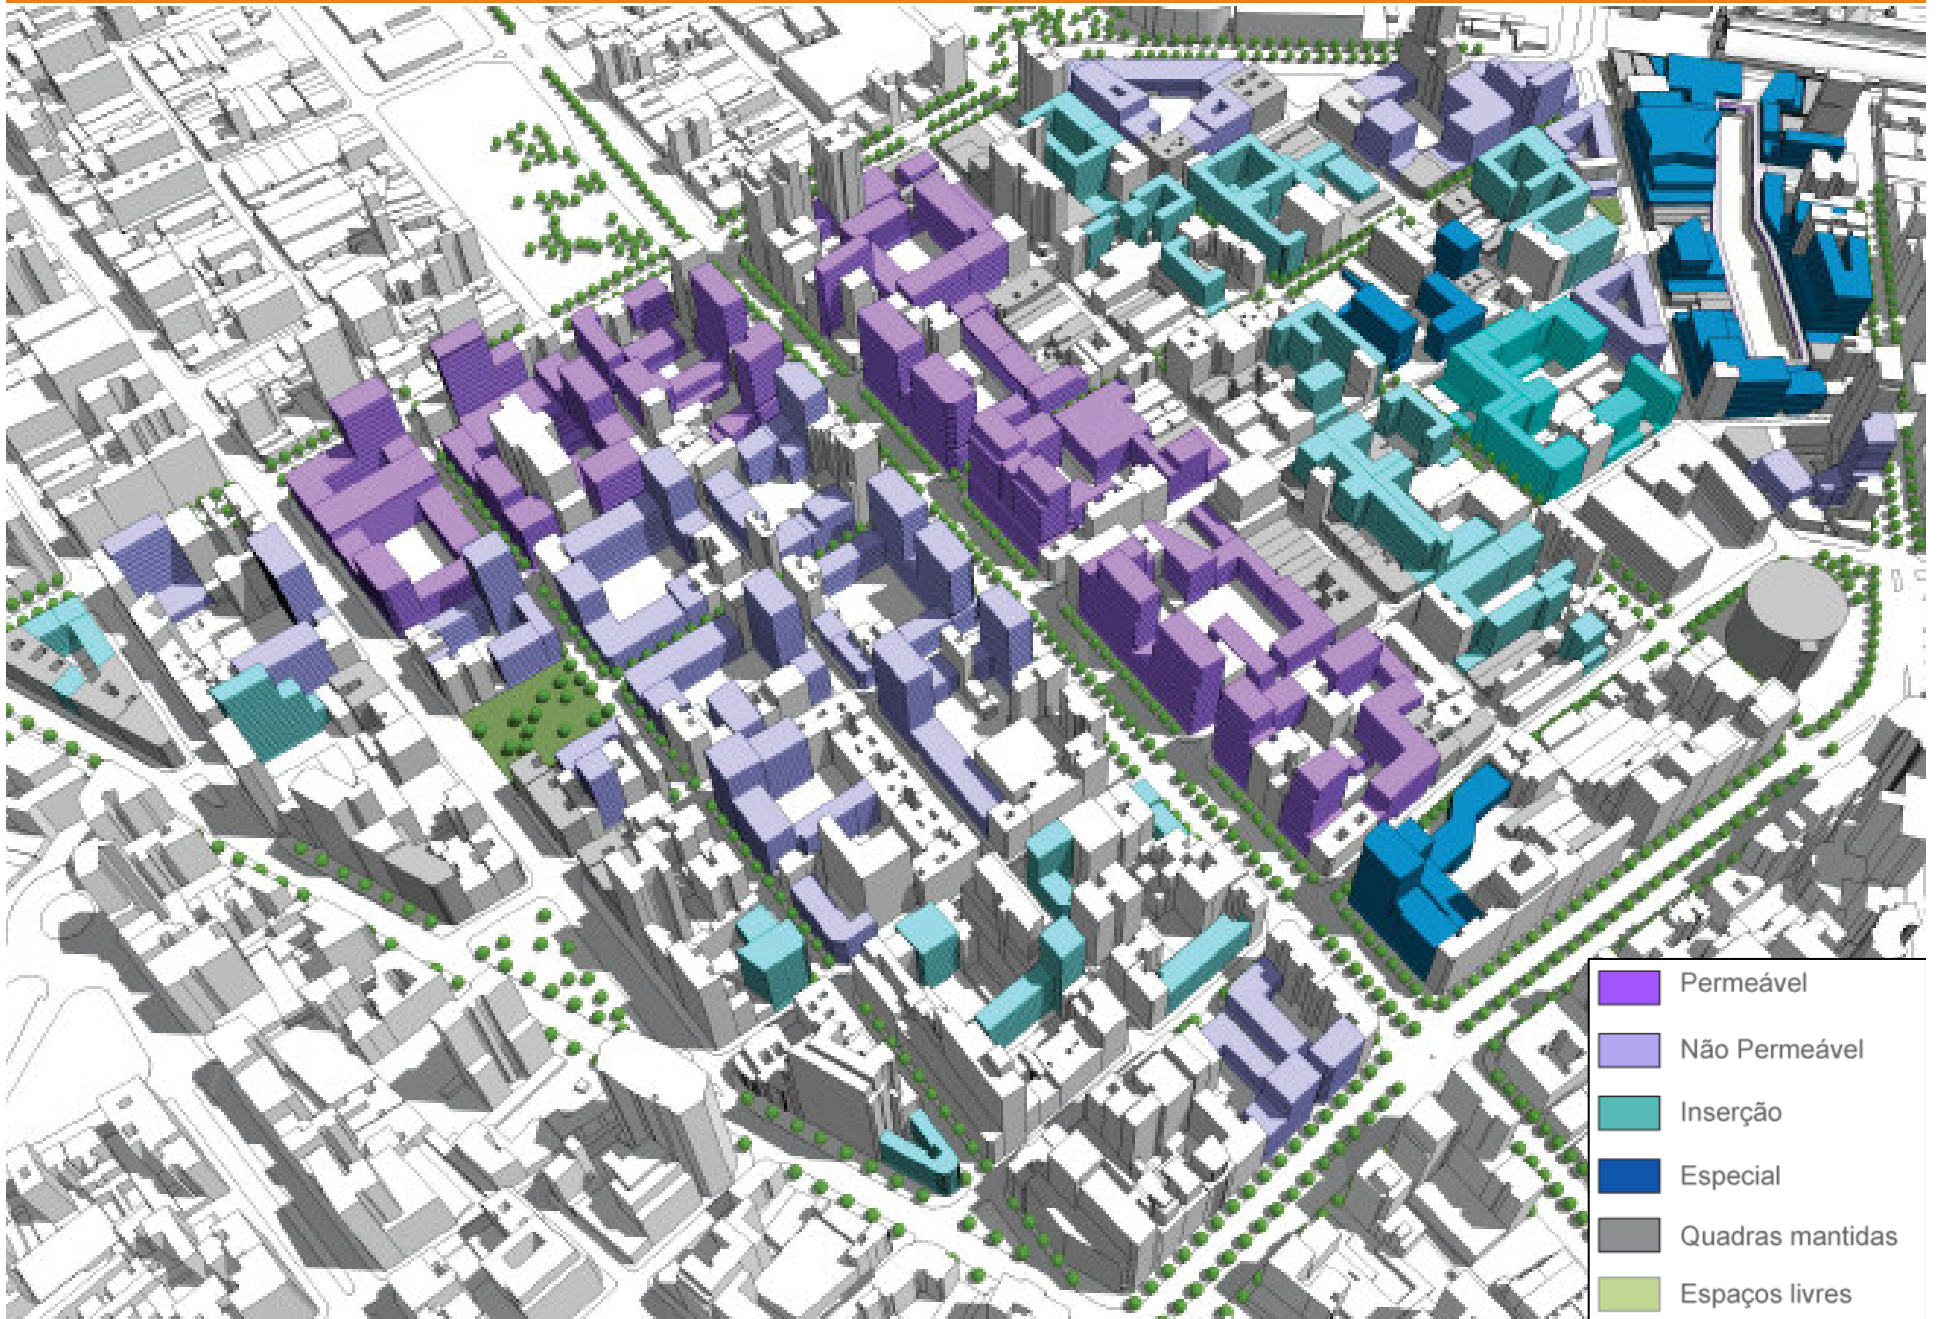 Permeável
Não Permeável
Inserção
Especial
Quadras mantidas
Espaços livres